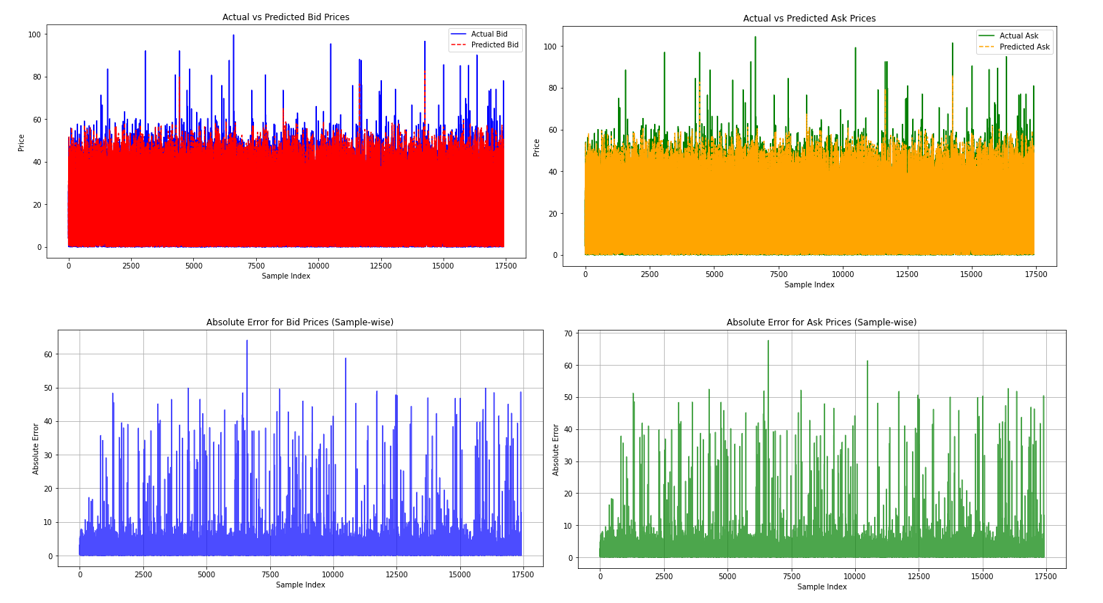 Actual vs Predicted Bid Prices
Actual Bid
Predicted Bid
Price
100
80
60
40
20
0
0 2500 5000 7500 10000 12500 15000 17500
Sample Index
Actual vs Predicted Ask Prices
Actual Ask
Predicted Ask
Price
100
80
60
40
20
0
0 2500 5000 7500 10000 12500 15000 17500
Sample Index
Absolute Error for Bid Prices (Sample-wise)
Absolute Error
60
50
40
30
20
10
0
0 2500 5000 7500 10000 12500 15000 17500
Sample Index
Absolute Error for Ask Prices (Sample-wise)
Absolute Error
70
60
50
40
30
20
10
0
0 2500 5000 7500 10000 12500 15000 17500
Sample Index